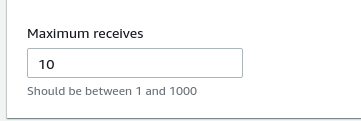 Maximum receives
10
Should be between 1 and 1000